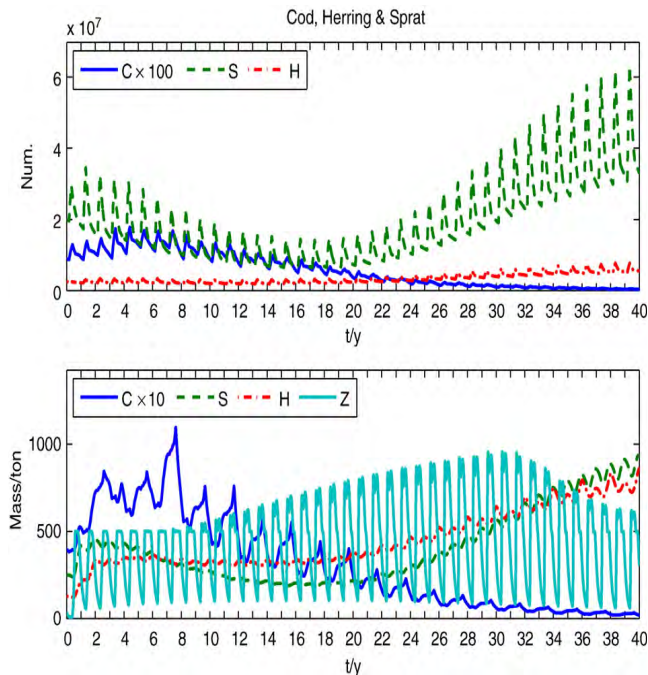 Cod, Herring & Sprat
x 10⁷
C × 100 S H
6
4
2
0
Num.
0 2 4 6 8 10 12 14 16 18 20 22 24 26 28 30 32 34 36 38 40
t/y
C × 10 S H Z
1000
500
0
Mass/ton
0 2 4 6 8 10 12 14 16 18 20 22 24 26 28 30 32 34 36 38 40
t/y